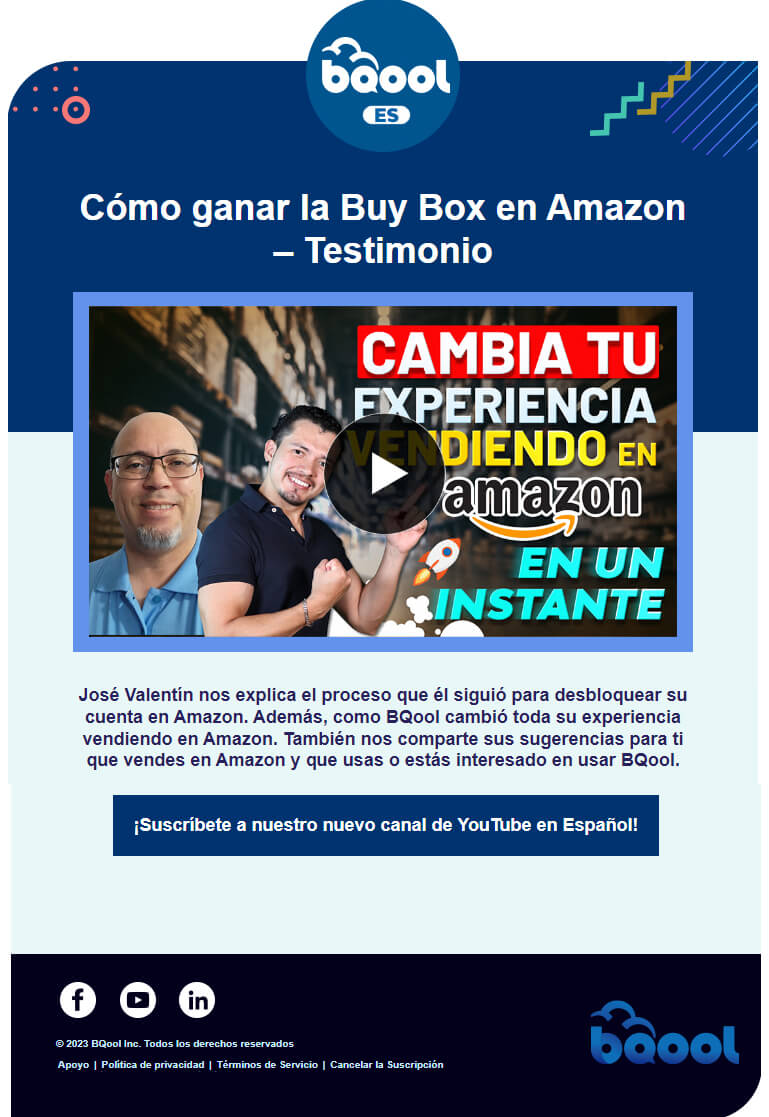 bqool
ES
Cómo ganar la Buy Box en Amazon
– Testimonio
CAMBIA TU
EXPERIENCIA
VENDIENDO EN
amazon
EN UN
INSTANTE
José Valentín nos explica el proceso que él siguió para desbloquear su
cuenta en Amazon. Además, como BQool cambió toda su experiencia
vendiendo en Amazon. También nos comparte sus sugerencias para ti
que vendes en Amazon y que usas o estás interesado en usar BQool.
¡Suscríbete a nuestro nuevo canal de YouTube en Español!
f in
© 2023 BQool Inc. Todos los derechos reservados
Apoyo | Política de privacidad | Términos de Servicio | Cancelar la Suscripción
bqool